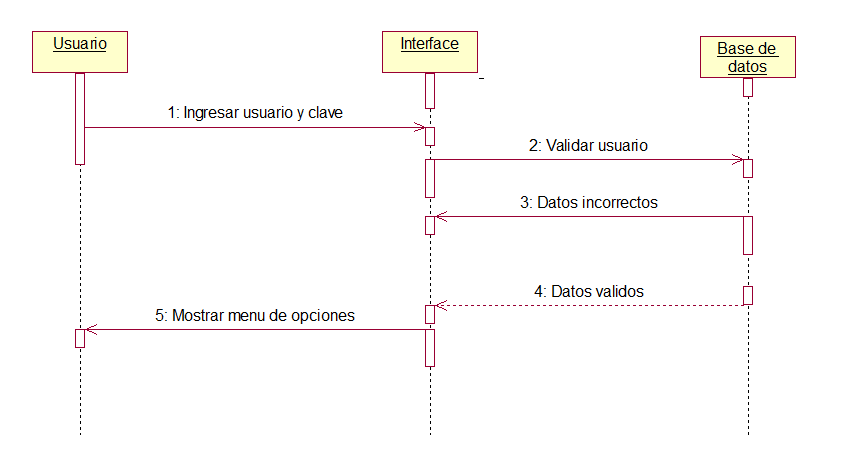 Usuario
Interface
Base de
datos
1: Ingresar usuario y clave
2: Validar usuario
3: Datos incorrectos
4: Datos validos
5: Mostrar menu de opciones